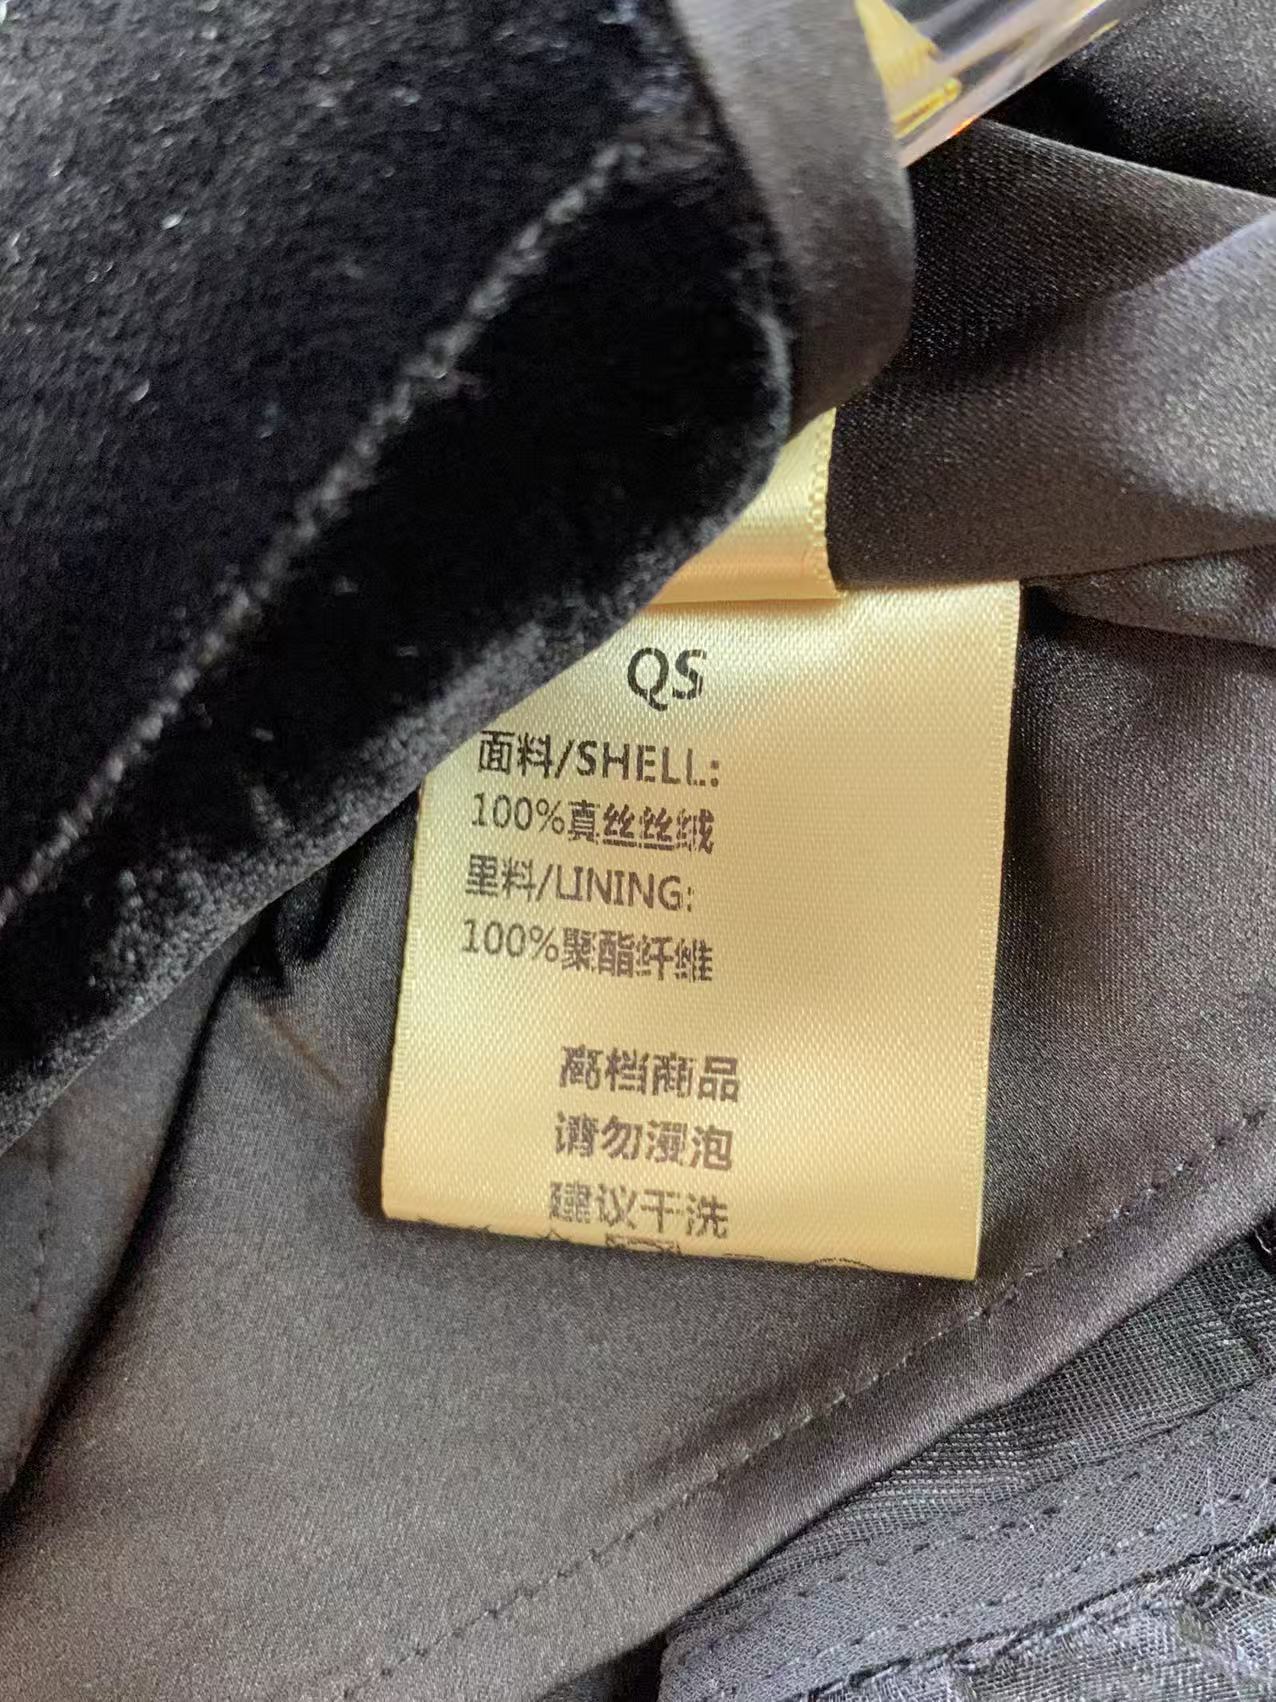 QS
面料/SHELL:
100%真丝丝绒
里料/LINING:
100%聚酯纤维
高档商品
请勿浸泡
建议干洗